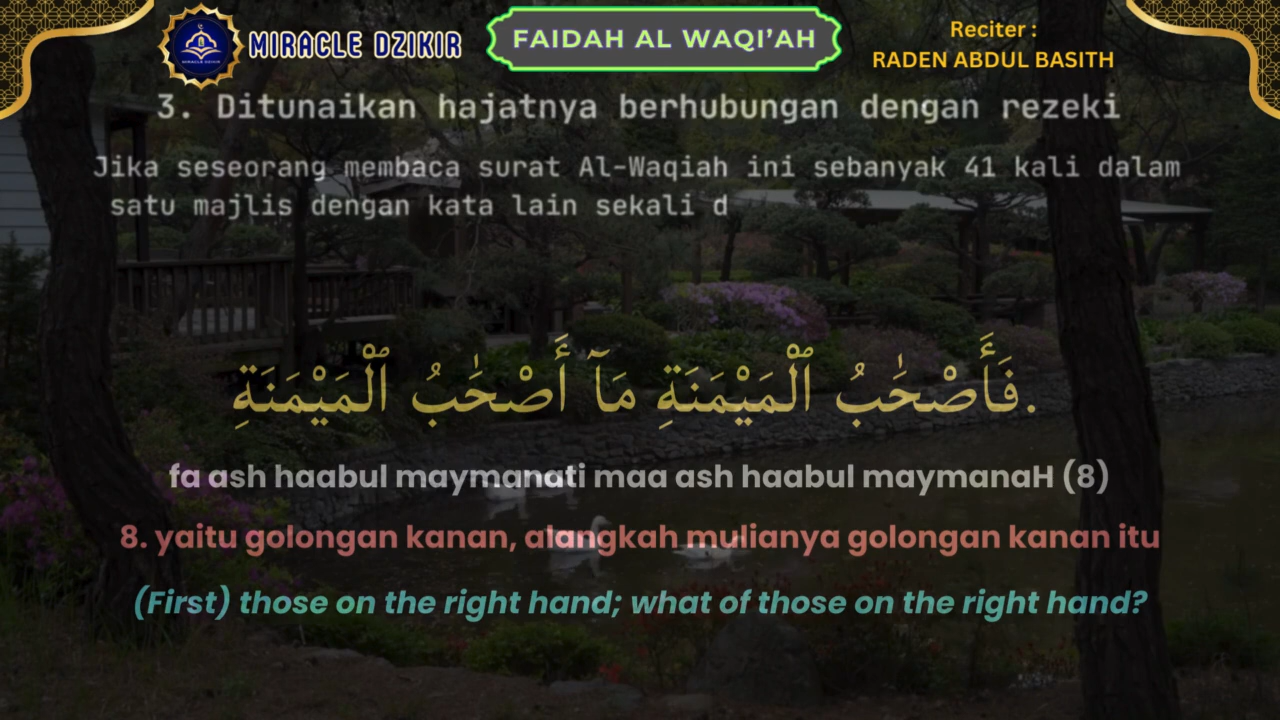 MIRACLE DZIKIR
FAIDAH AL WAQI'AH
Reciter :
RADEN ABDUL BASITH
3. Ditunaikan hajatnya berhubungan dengan rezeki
Jika seseorang membaca surat Al-Waqiah ini sebanyak 41 kali dalam
satu majlis dengan kata lain sekali d
فَأَصْحَٰبُ ٱلْمَيْمَنَةِ مَآ أَصْحَٰبُ ٱلْمَيْمَنَةِ.
fa ash haabul maymanati maa ash haabul maymanaH (8)
8. yaitu golongan kanan, alangkah mulianya golongan kanan itu
(First) those on the right hand; what of those on the right hand?